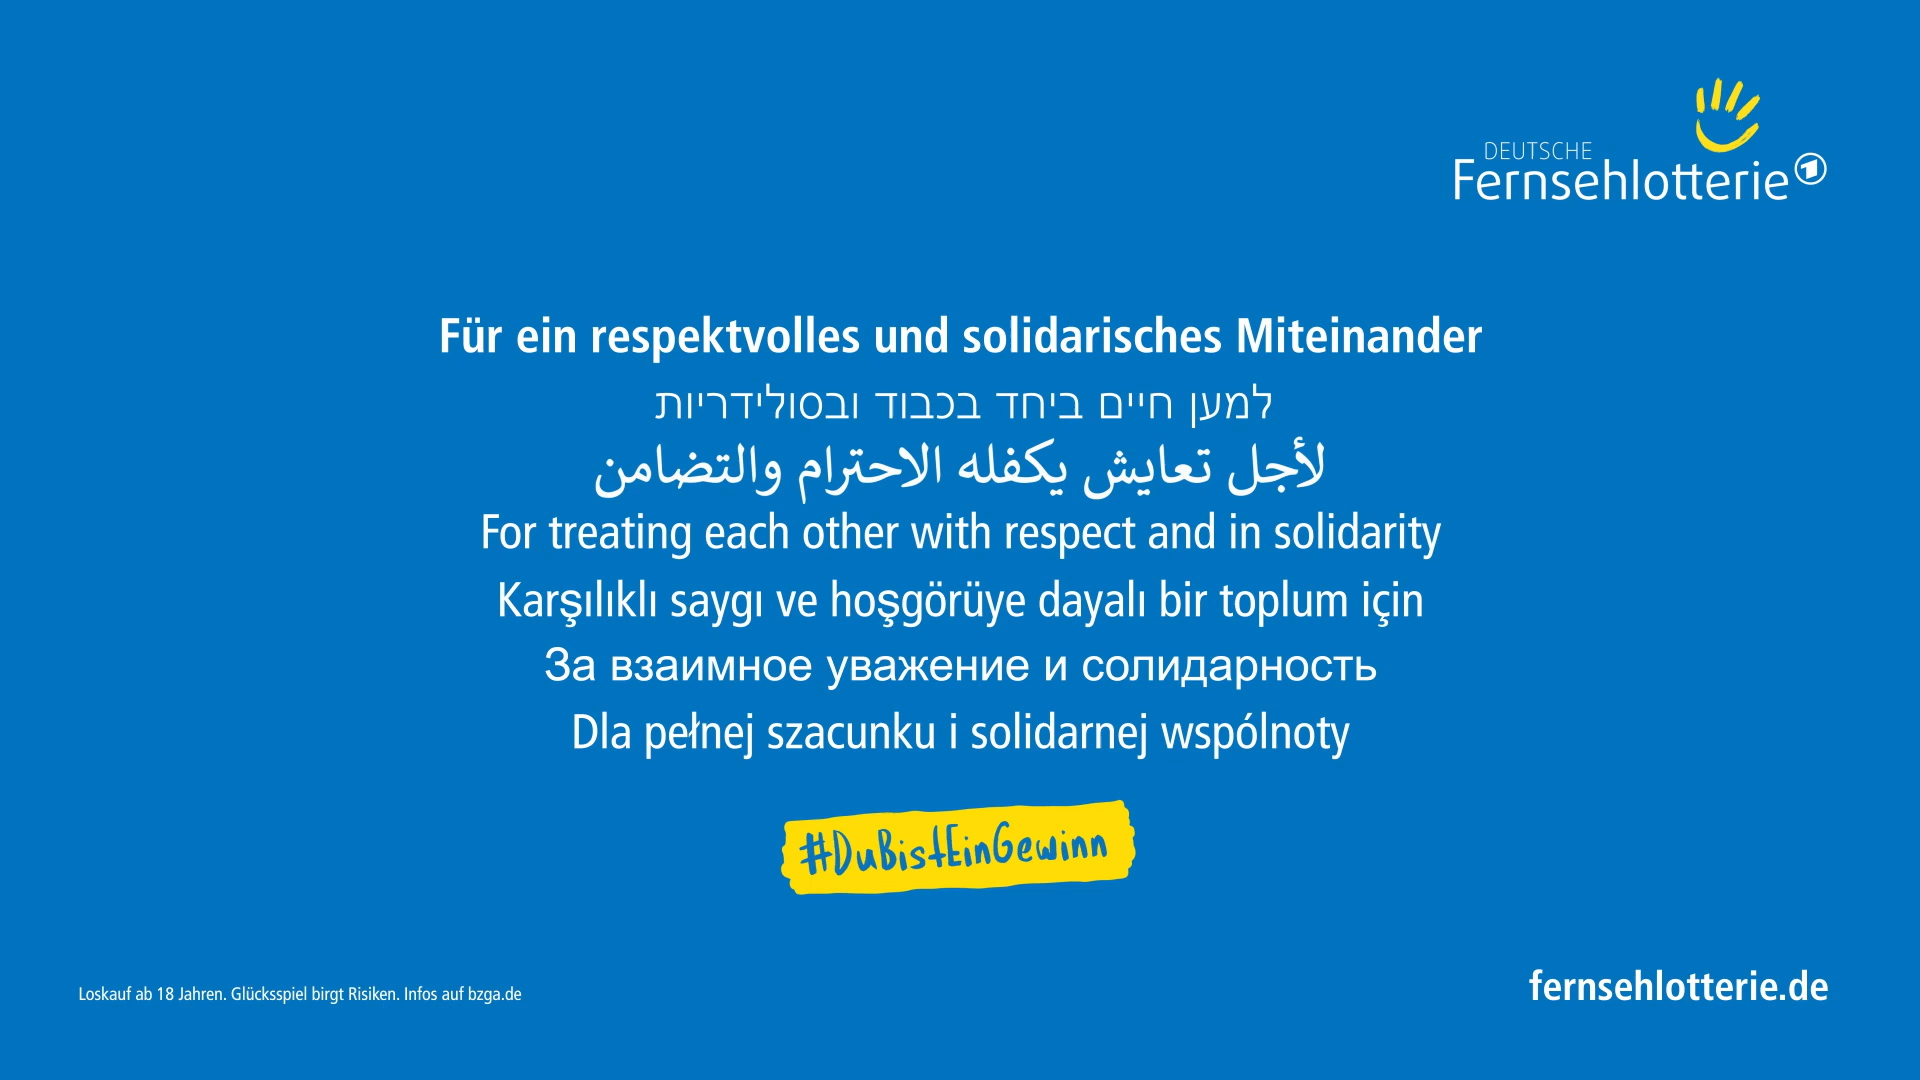 DEUTSCHE
Fernsehlotterie
Für ein respektvolles und solidarisches Miteinander
למען חיים ביחד בכבוד ובסולידריות
لأجل تعايش يكفله الاحترام والتضامن
For treating each other with respect and in solidarity
Karşılıklı saygı ve hoşgörüye dayalı bir toplum için
За взаимное уважение и солидарность
Dla pełnej szacunku i solidarnej wspólnoty
#DuBistEinGewinn
Loskauf ab 18 Jahren. Glücksspiel birgt Risiken. Infos auf bzga.de
fernsehlotterie.de